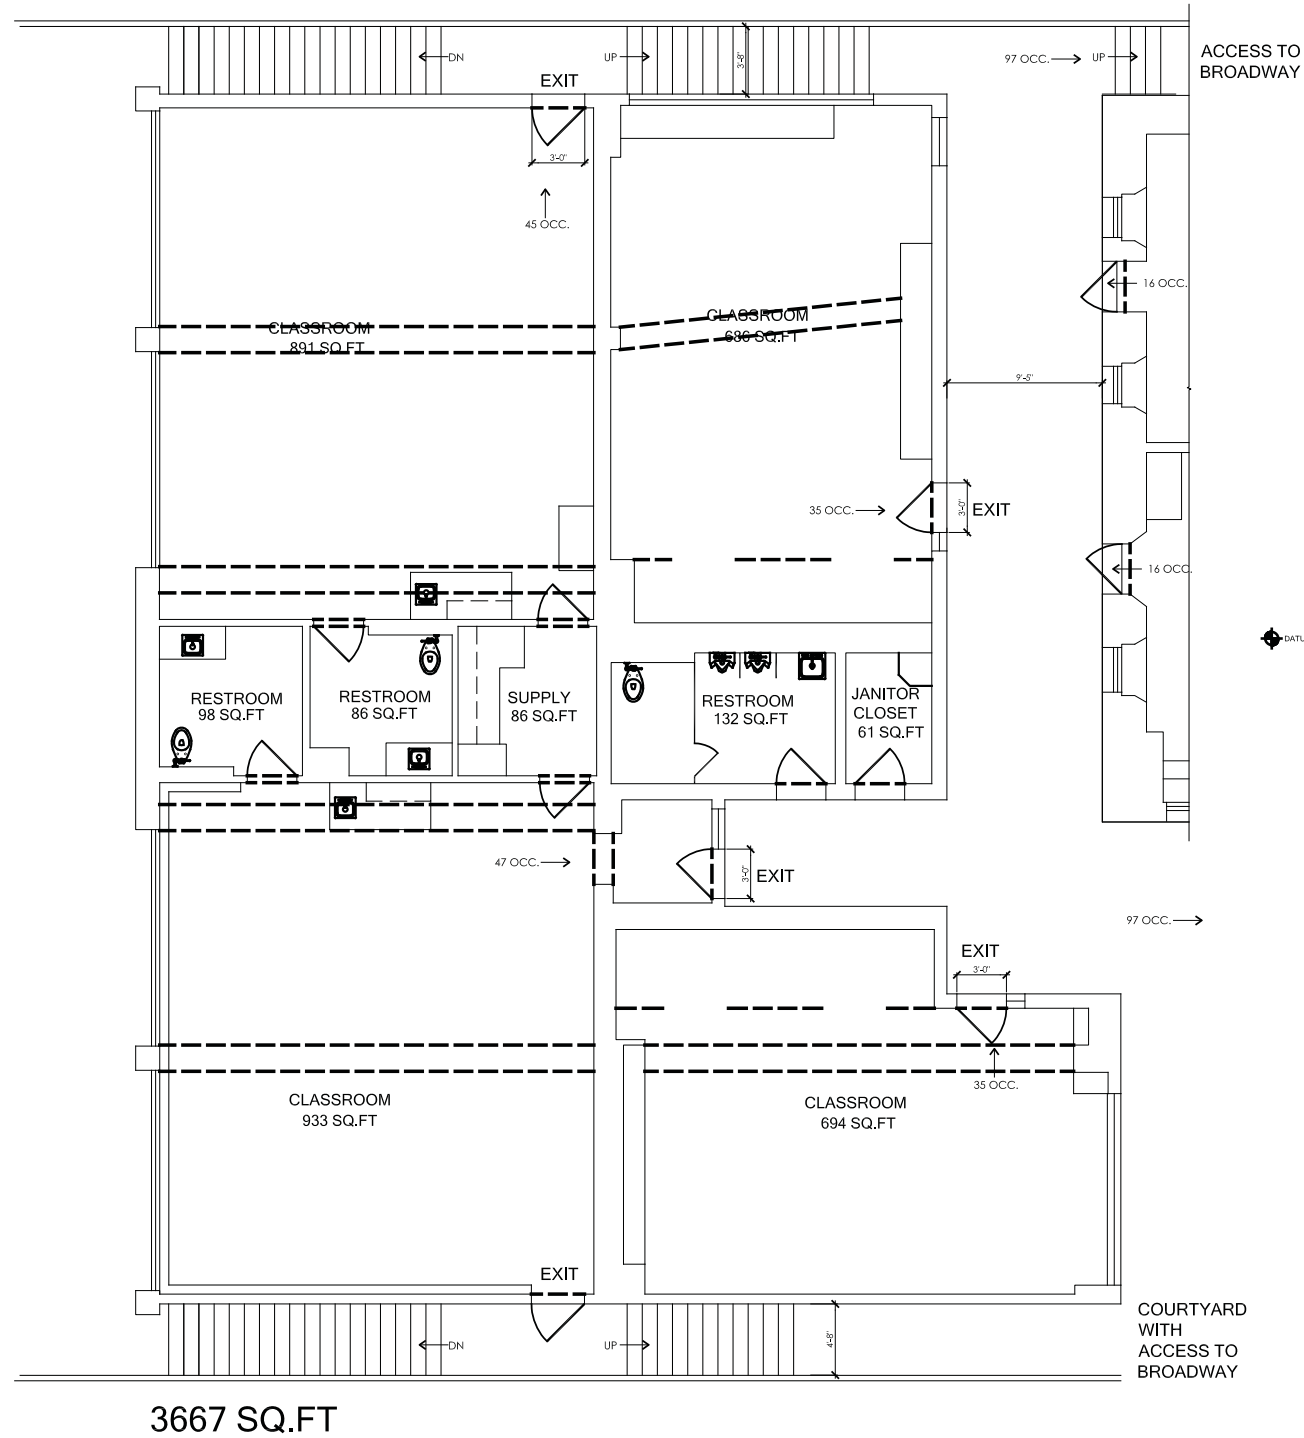 DN
UP
3'-8"
97 OCC.
UP
ACCESS TO
BROADWAY
EXIT
3'-0"
45 OCC.
16 OCC.
CLASSROOM
891 SQ.FT
CLASSROOM
686 SQ.FT
9'-5"
35 OCC.
3'-0"
EXIT
16 OCC.
DATU
RESTROOM
98 SQ.FT
RESTROOM
86 SQ.FT
SUPPLY
86 SQ.FT
RESTROOM
132 SQ.FT
JANITOR
CLOSET
61 SQ.FT
47 OCC.
3'-0"
EXIT
97 OCC.
EXIT
3'-0"
35 OCC.
CLASSROOM
933 SQ.FT
CLASSROOM
694 SQ.FT
EXIT
DN
UP
4'-8"
COURTYARD
WITH
ACCESS TO
BROADWAY
3667 SQ.FT